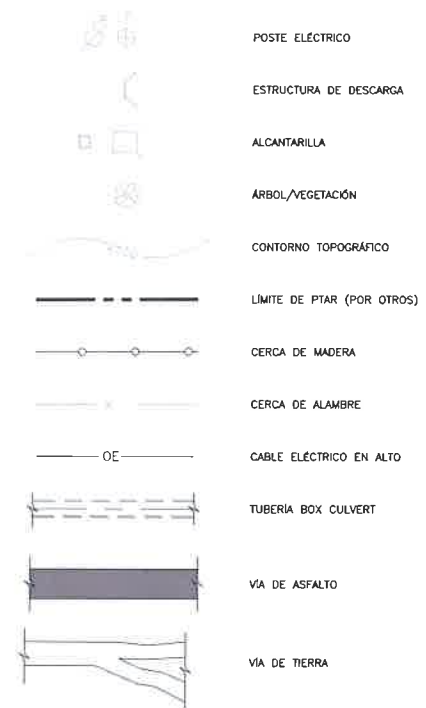 POSTE ELÉCTRICO
ESTRUCTURA DE DESCARGA
ALCANTARILLA
ÁRBOL/VEGETACIÓN
CONTORNO TOPOGRÁFICO
LÍMITE DE PTAR (POR OTROS)
CERCA DE MADERA
CERCA DE ALAMBRE
OE
CABLE ELÉCTRICO EN ALTO
TUBERÍA BOX CULVERT
VÍA DE ASFALTO
VÍA DE TIERRA